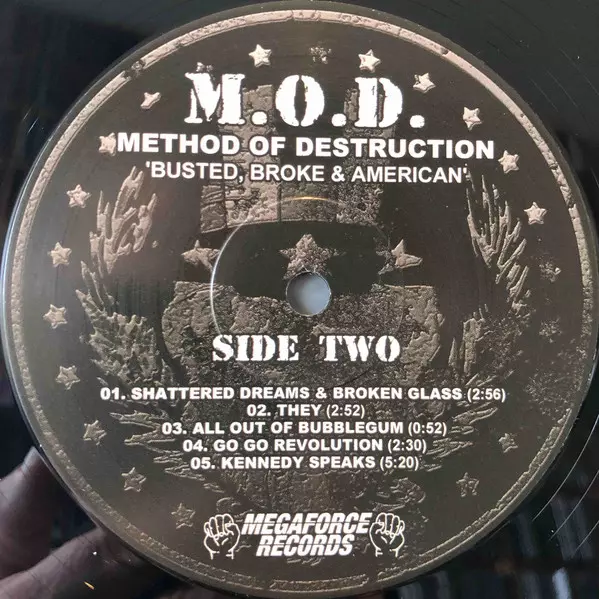 M.O.D.
METHOD OF DESTRUCTION
'BUSTED, BROKE & AMERICAN'
SIDE TWO
01. SHATTERED DREAMS & BROKEN GLASS (2:56)
02. THEY (2:52)
03. ALL OUT OF BUBBLEGUM (0:52)
04. GO GO REVOLUTION (2:30)
05. KENNEDY SPEAKS (5:20)
MEGAFORCE
RECORDS